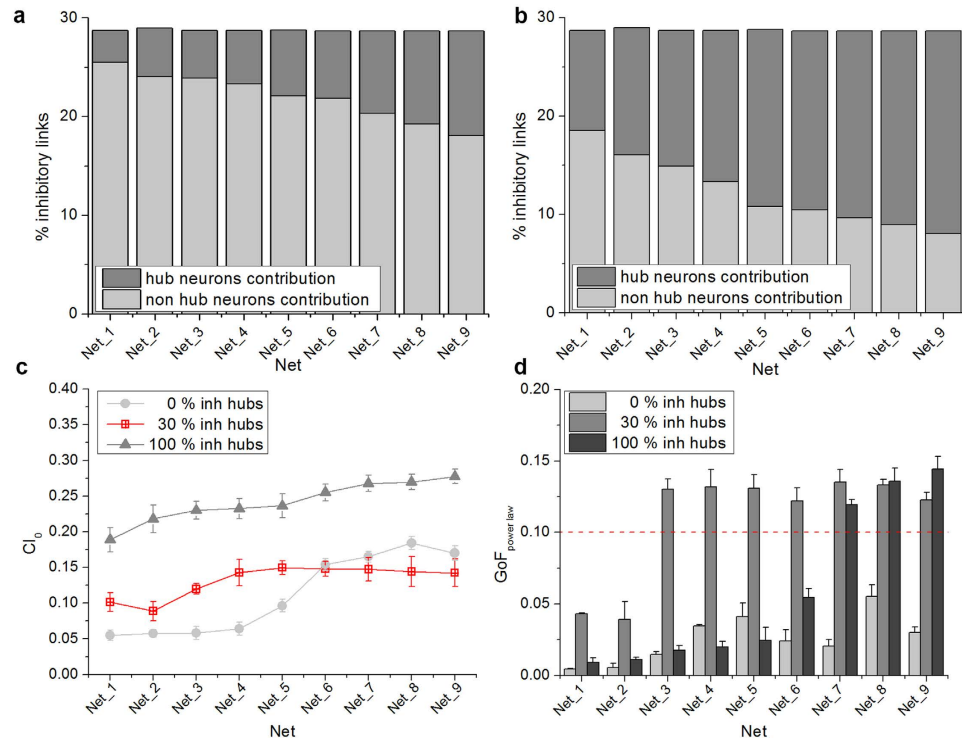 a
30
20
10
0
% inhibitory links
hub neurons contribution
non hub neurons contribution
Net_1
Net_2
Net_3
Net_4
Net_5
Net_6
Net_7
Net_8
Net_9
Net
b
30
20
10
0
% inhibitory links
hub neurons contribution
non hub neurons contribution
Net_1
Net_2
Net_3
Net_4
Net_5
Net_6
Net_7
Net_8
Net_9
Net
c
0.40
0.35
0.30
0.25
0.20
0.15
0.10
0.05
0.00
CI0
0 % inh hubs
30 % inh hubs
100 % inh hubs
Net_1
Net_2
Net_3
Net_4
Net_5
Net_6
Net_7
Net_8
Net_9
Net
d
0.20
0.15
0.10
0.05
0.00
GoF power law
0 % inh hubs
30 % inh hubs
100 % inh hubs
Net_1
Net_2
Net_3
Net_4
Net_5
Net_6
Net_7
Net_8
Net_9
Net